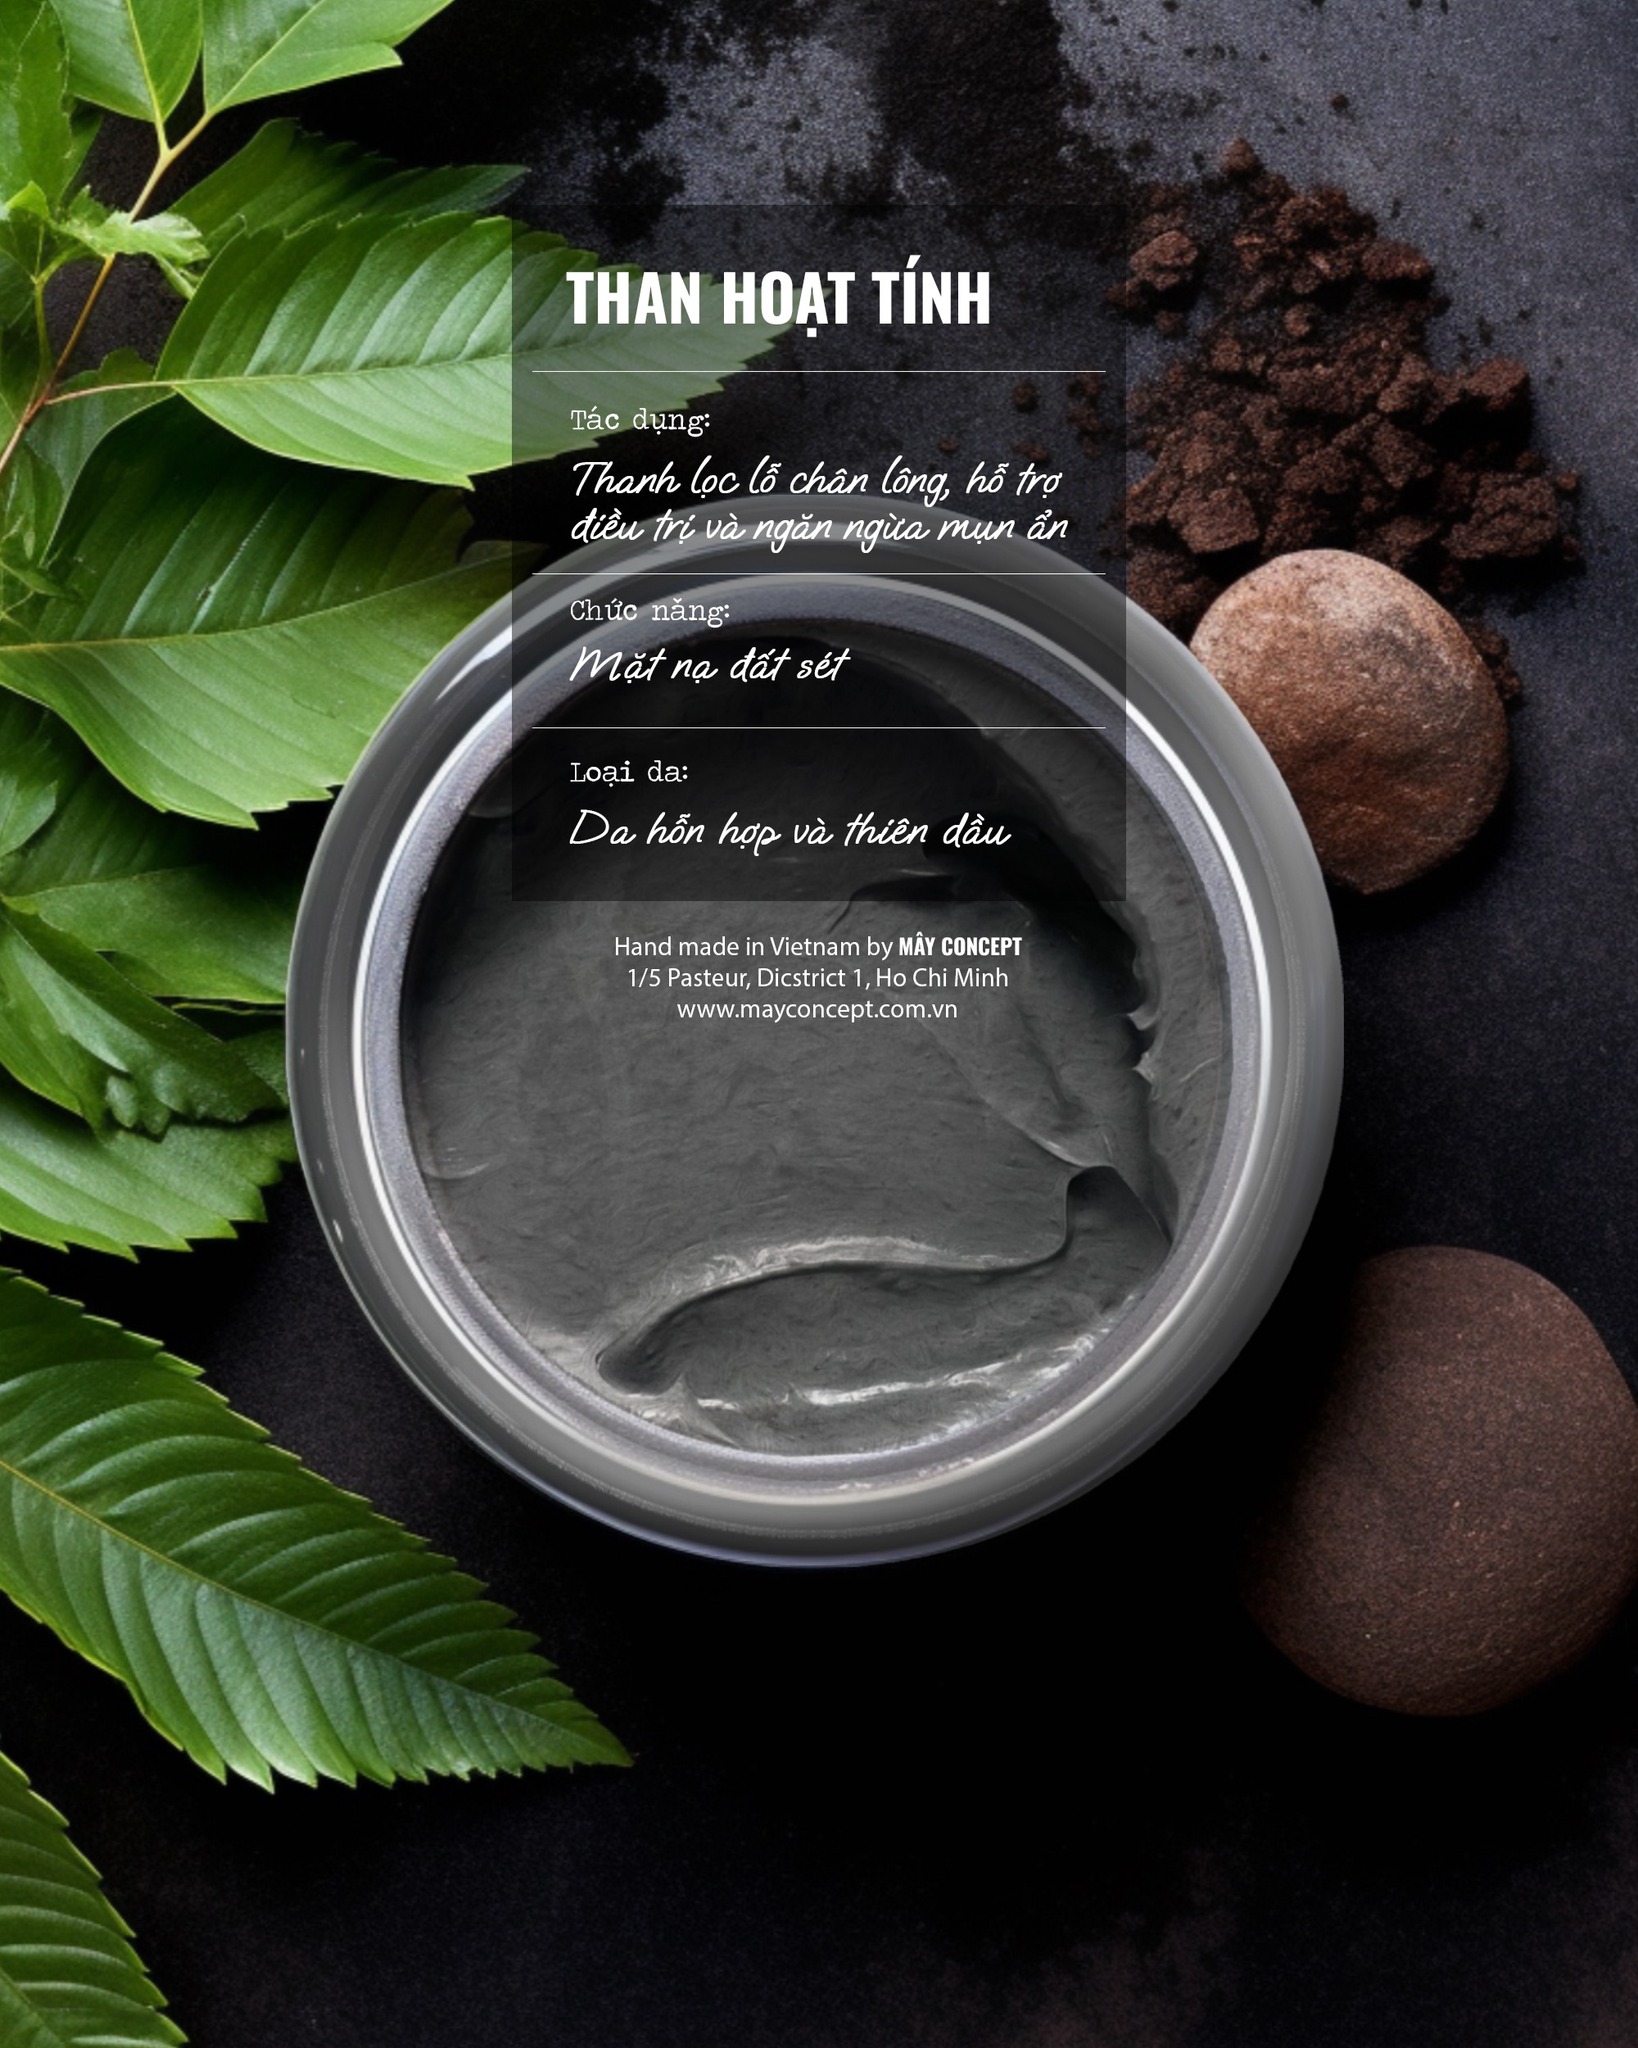 THAN HOẠT TÍNH
Tác dụng:
Thanh lọc lỗ chân lông, hỗ trợ
điều trị và ngăn ngừa mụn ẩn
Chức năng:
Mặt nạ đất sét
Loại da:
Da hỗn hợp và thiên dầu
Hand made in Vietnam by MÂY CONCEPT
1/5 Pasteur, Dicstrict 1, Ho Chi Minh
www.mayconcept.com.vn